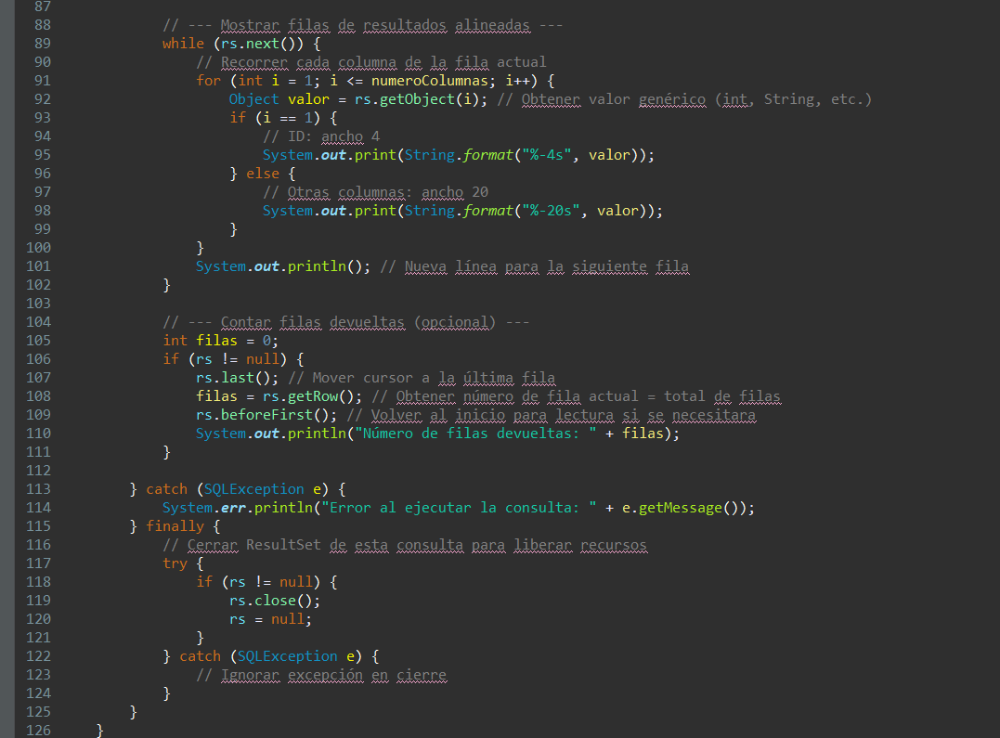 87
88 // --- Mostrar filas de resultados alineadas ---
89 while (rs.next()) {
90 // Recorrer cada columna de la fila actual
91 for (int i = 1; i <= numeroColumnas; i++) {
92 Object valor = rs.getObject(i); // Obtener valor genérico (int, String, etc.)
93 if (i == 1) {
94 // ID: ancho 4
95 System.out.print(String.format("%-4s", valor));
96 } else {
97 // Otras columnas: ancho 20
98 System.out.print(String.format("%-20s", valor));
99 }
100 }
101 System.out.println(); // Nueva línea para la siguiente fila
102 }
103
104 // --- Contar filas devueltas (opcional) ---
105 int filas = 0;
106 if (rs != null) {
107 rs.last(); // Mover cursor a la última fila
108 filas = rs.getRow(); // Obtener número de fila actual = total de filas
109 rs.beforeFirst(); // Volver al inicio para lectura si se necesitara
110 System.out.println("Número de filas devueltas: " + filas);
111 }
112
113 } catch (SQLException e) {
114 System.err.println("Error al ejecutar la consulta: " + e.getMessage());
115 } finally {
116 // Cerrar ResultSet de esta consulta para liberar recursos
117 try {
118 if (rs != null) {
119 rs.close();
120 rs = null;
121 }
122 } catch (SQLException e) {
123 // Ignorar excepción en cierre
124 }
125 }
126 }